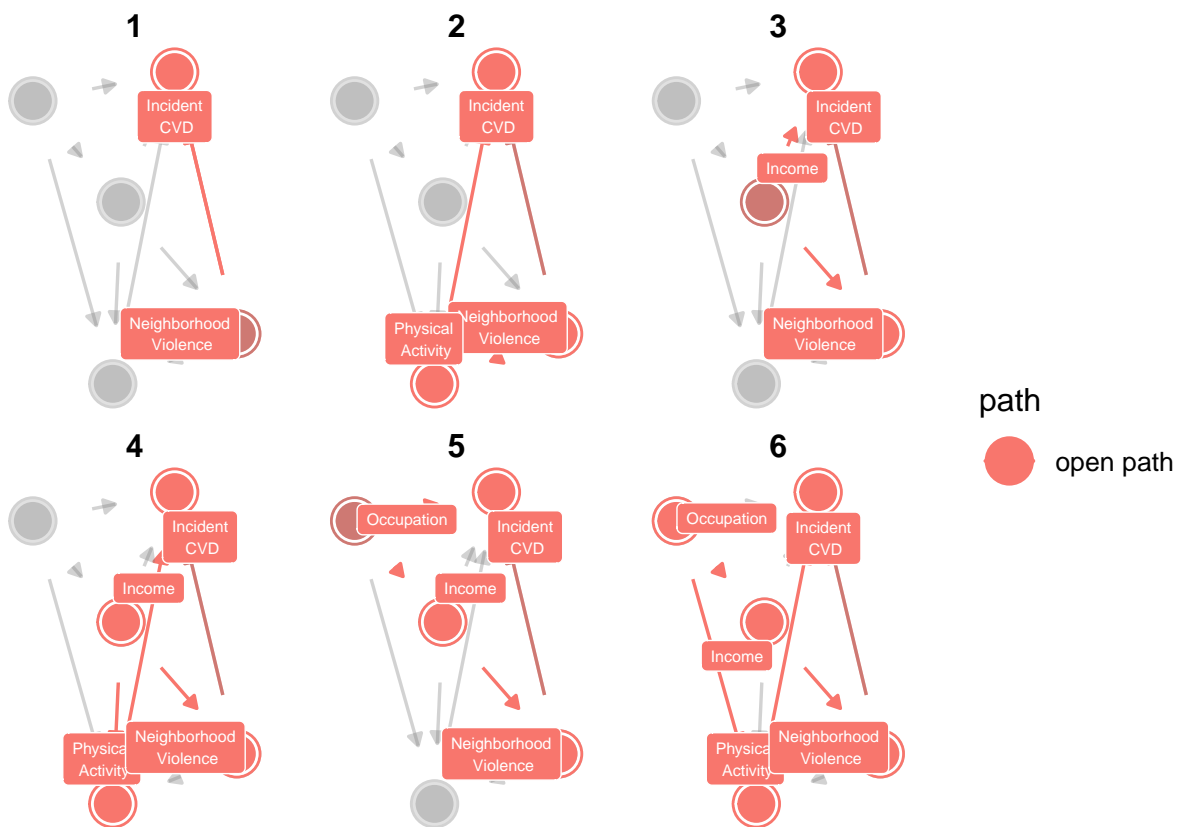 1
2
3
Incident
CVD
Neighborhood
Violence
Incident
CVD
Physical
Activity
Neighborhood
Violence
Incident
CVD
Income
Neighborhood
Violence
path
open path
4
5
6
Incident
CVD
Income
Physical
Activity
Neighborhood
Violence
Occupation
Incident
CVD
Income
Neighborhood
Violence
Occupation
Incident
CVD
Income
Physical
Activity
Neighborhood
Violence